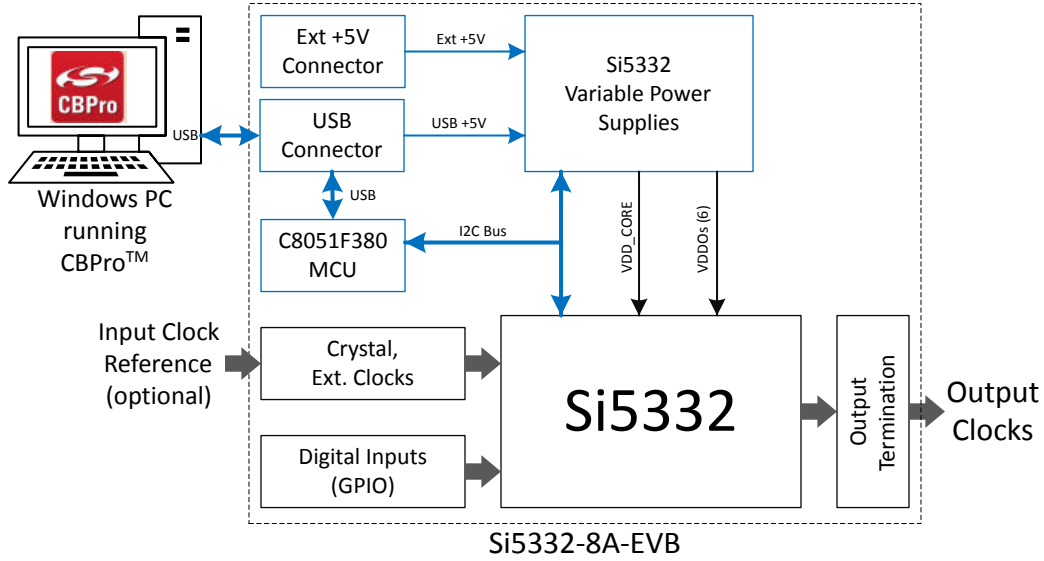 CBPro
USB
Windows PC
running
CBPro™
Ext +5V
Connector
Ext +5V
Si5332
Variable Power
Supplies
USB
Connector
USB +5V
USB
C8051F380
MCU
I2C Bus
VDD_CORE
VDDOs (6)
Input Clock
Reference
(optional)
Crystal,
Ext. Clocks
Digital Inputs
(GPIO)
Si5332
Output
Termination
Output
Clocks
Si5332-8A-EVB